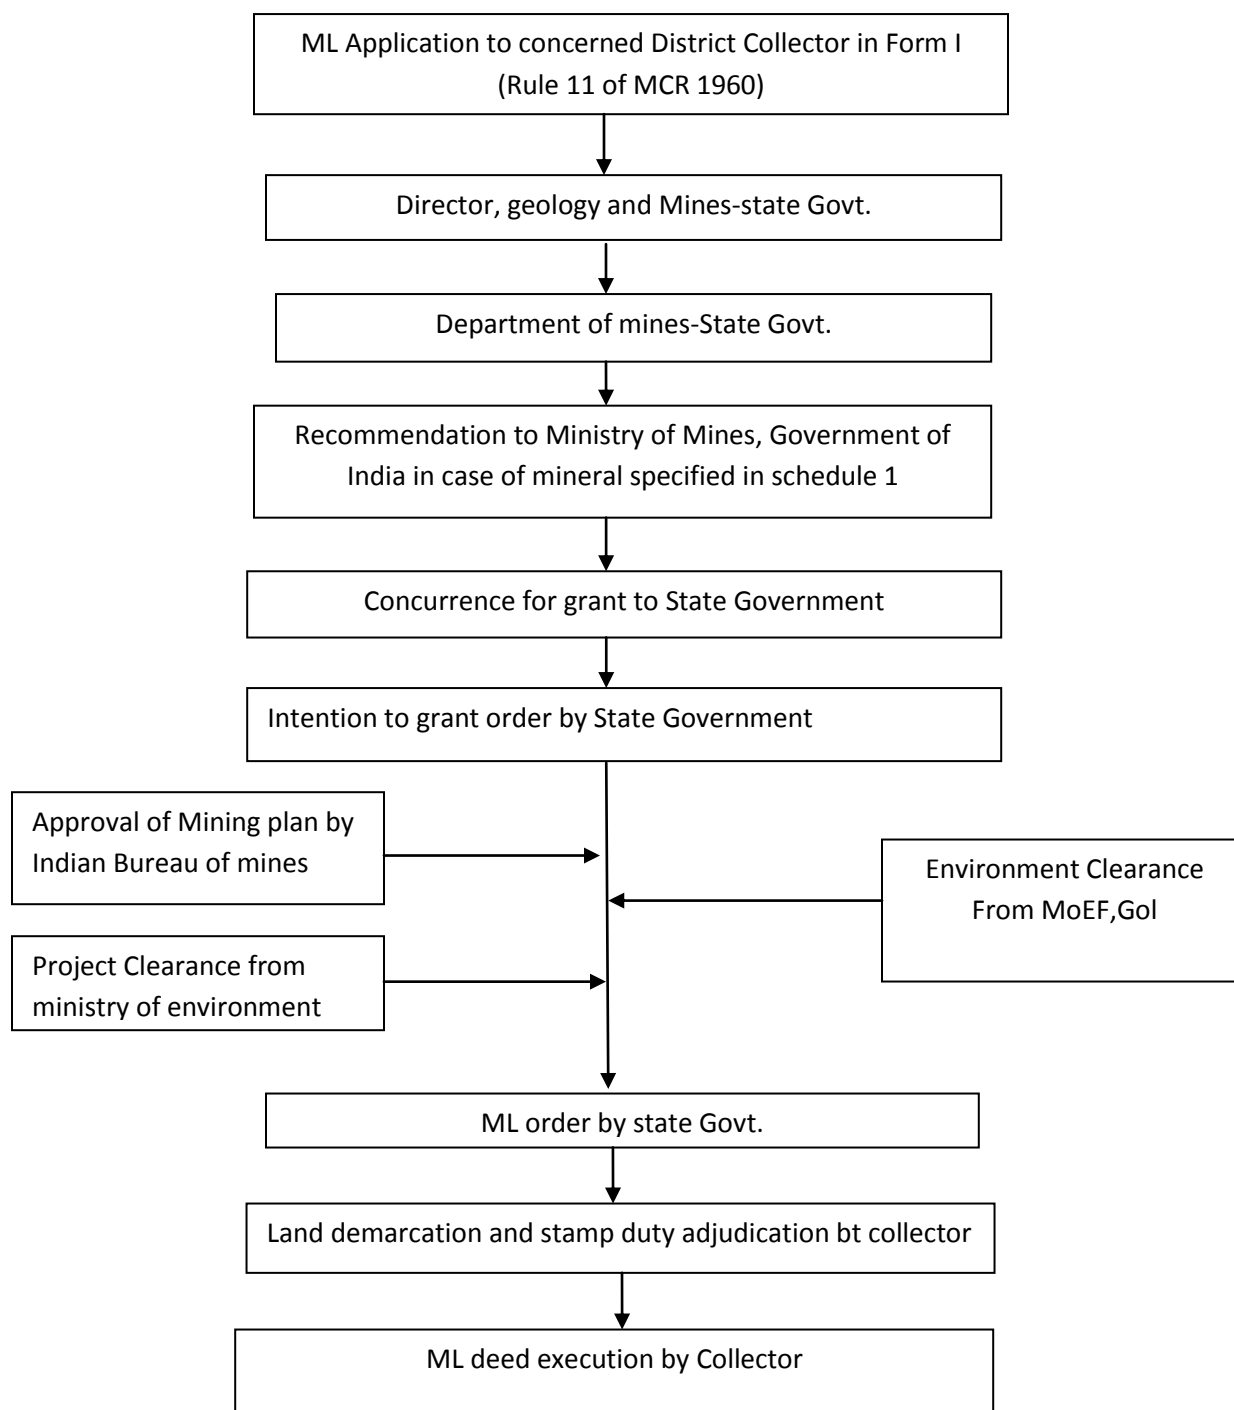 ML Application to concerned District Collector in Form I
(Rule 11 of MCR 1960)
Director, geology and Mines-state Govt.
Department of mines-State Govt.
Recommendation to Ministry of Mines, Government of
India in case of mineral specified in schedule 1
Concurrence for grant to State Government
Intention to grant order by State Government
Approval of Mining plan by
Indian Bureau of mines
Environment Clearance
From MoEF,GoI
Project Clearance from
ministry of environment
ML order by state Govt.
Land demarcation and stamp duty adjudication bt collector
ML deed execution by Collector